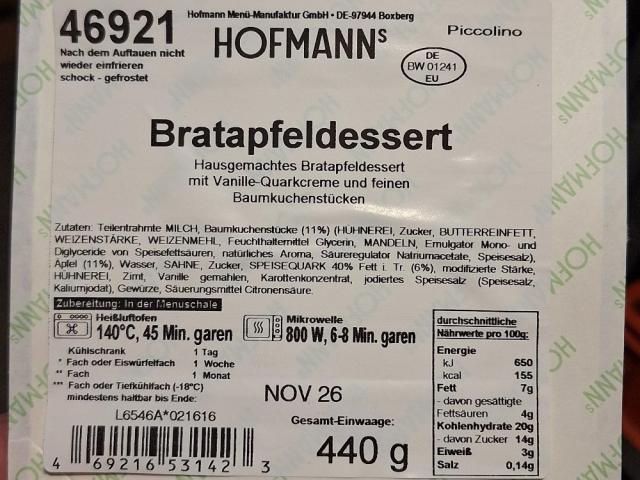 46921
Hofmann Menü-Manufaktur GmbH • DE-97944 Boxberg
HOFMANNs
Piccolino
Nach dem Auftauen nicht
wieder einfrieren
schock - gefrostet
DE
BW 01241
EU
Bratapfeldessert
Hausgemachtes Bratapfeldessert
mit Vanille-Quarkcreme und feinen
Baumkuchenstücken
Zutaten: Teilentrahmte MILCH, Baumkuchenstücke (11%) (HÜHNEREI, Zucker, BUTTERREINFETT,
WEIZENSTÄRKE, WEIZENMEHL, Feuchthaltemittel Glycerin, MANDELN, Emulgator Mono- und
Diglyceride von Speisefettsäuren, natürliches Aroma, Säureregulator Natriumacetate, Speisesalz),
Äpfel (11%), Wasser, SAHNE, Zucker, SPEISEQUARK 40% Fett i. Tr. (6%), modifizierte Stärke,
HÜHNEREI, Zimt, Vanille gemahlen, Karottenkonzentrat, jodiertes Speisesalz (Speisesalz,
Kaliumjodat), Gewürze, Säuerungsmittel Citronensäure.
Zubereitung: In der Menüschale
Heißluftofen
140°C, 45 Min. garen
Mikrowelle
800 W, 6-8 Min. garen
Kühlschrank 1 Tag
* Fach oder Eiswürfelfach 1 Woche
** Fach 1 Monat
*** Fach oder Tiefkühlfach (-18°C)
mindestens haltbar bis Ende:
NOV 26
L6546A*021616
Gesamt-Einwaage:
440 g
4 69216 53142 3
durchschnittliche
Nährwerte pro 100g:
Energie
kJ 650
kcal 155
Fett 7g
- davon gesättigte
Fettsäuren 4g
Kohlenhydrate 20g
- davon Zucker 14g
Eiweiß 3g
Salz 0,14g